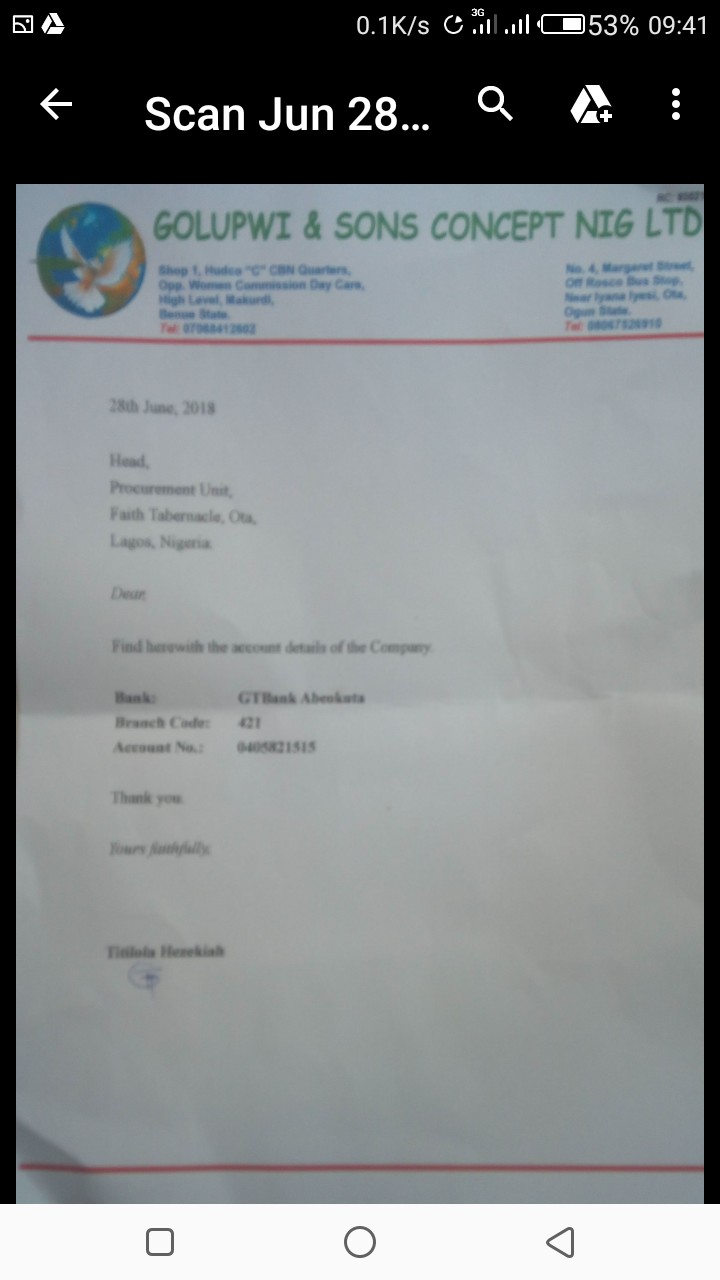 0.1K/s 3G 53% 09:41
Scan Jun 28...
GOLUPWI & SONS CONCEPT NIG LTD
Shop 1, Hudco "C" CBN Quarters,
Opp. Women Commission Day Care,
High Level, Makurdi,
Benue State.
Tel: 07068412602
No. 4, Margaret Street,
Off Rosco Bus Stop,
Near Iyana Iyesi, Ota,
Ogun State.
Tel: 08067526910
28th June, 2018
Head,
Procurement Unit,
Faith Tabernacle, Ota,
Lagos, Nigeria.
Dear,
Find herewith the account details of the Company.
Bank: GTBank Abeokuta
Branch Code: 421
Account No.: 0405821515
Thank you.
Yours faithfully,
Titilola Hezekiah